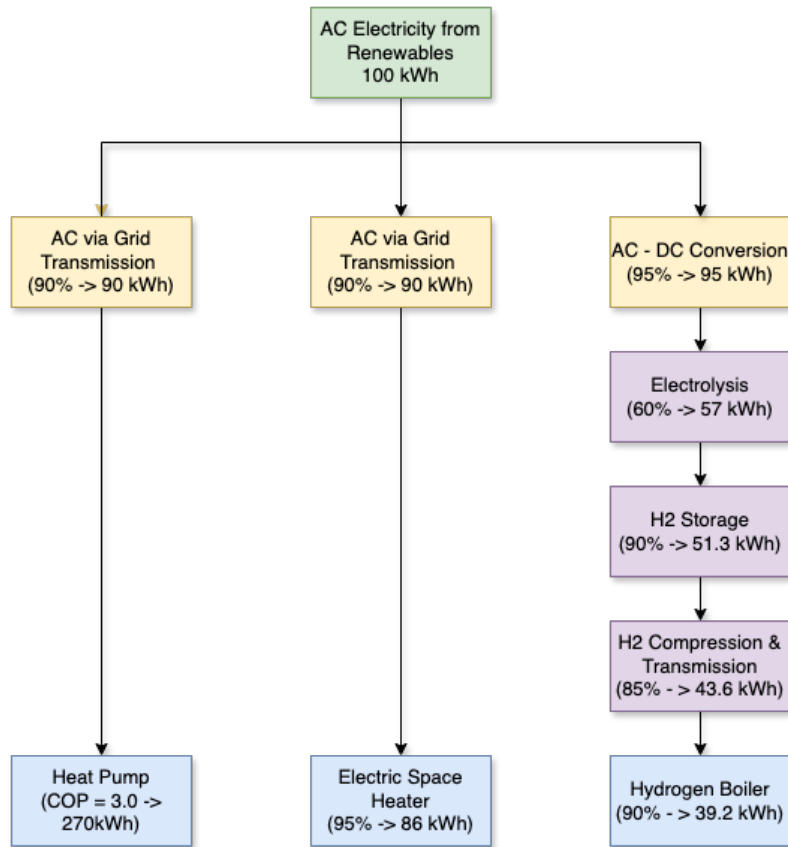 AC Electricity from
Renewables
100 kWh
AC via Grid
Transmission
(90% -> 90 kWh)
AC via Grid
Transmission
(90% -> 90 kWh)
AC - DC Conversion
(95% -> 95 kWh)
Electrolysis
(60% -> 57 kWh)
H2 Storage
(90% -> 51.3 kWh)
H2 Compression &
Transmission
(85% - > 43.6 kWh)
Heat Pump
(COP = 3.0 ->
270kWh)
Electric Space
Heater
(95% -> 86 kWh)
Hydrogen Boiler
(90% -> 39.2 kWh)